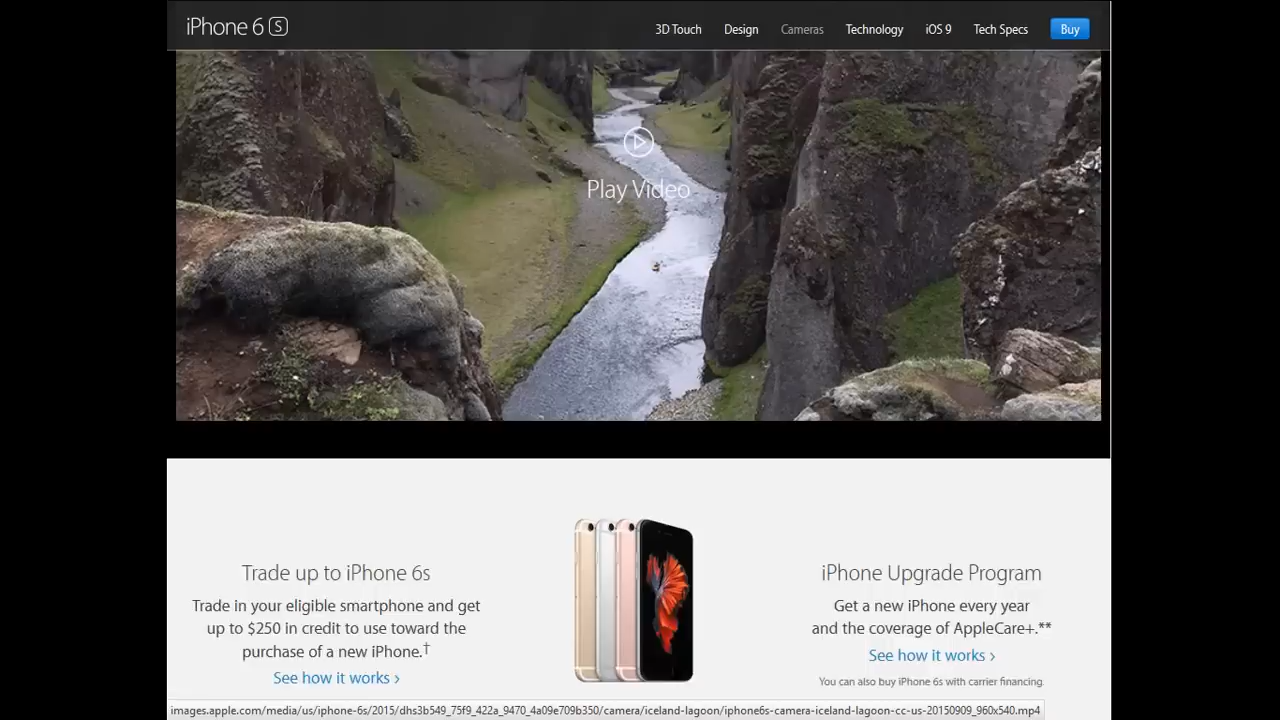 iPhone 6 S
3D Touch Design Cameras Technology iOS 9 Tech Specs Buy
Play Video
Trade up to iPhone 6s
Trade in your eligible smartphone and get
up to $250 in credit to use toward the
purchase of a new iPhone.†
See how it works ›
iPhone Upgrade Program
Get a new iPhone every year
and the coverage of AppleCare+.**
See how it works ›
You can also buy iPhone 6s with carrier financing.
images.apple.com/media/us/iphone-6s/2015/dhs3b549_75f9_422a_9470_4a09e709b350/camera/iceland-lagoon/iphone6s-camera-iceland-lagoon-cc-us-20150909_960x540.mp4